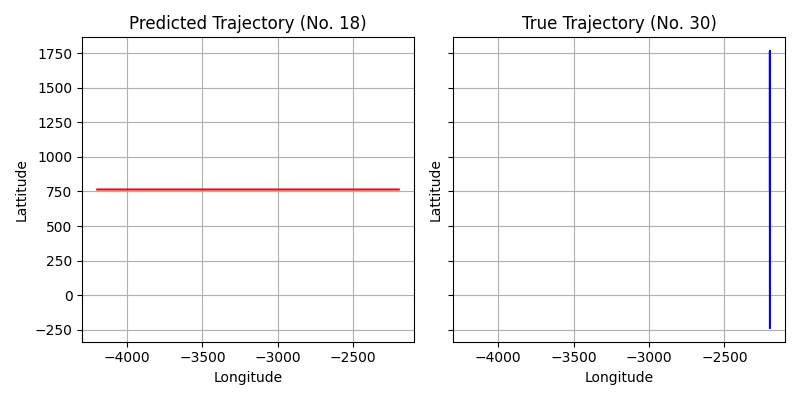 Predicted Trajectory (No. 18)
True Trajectory (No. 30)
Lattitude
1750
1500
1250
1000
750
500
250
0
−250
−4000
−3500
−3000
−2500
Longitude
Lattitude
−4000
−3500
−3000
−2500
Longitude